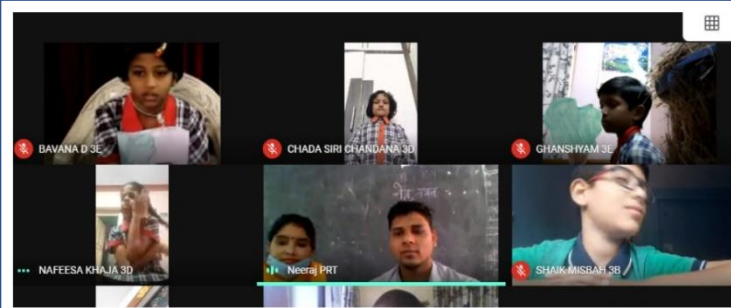 BAVANA D 3E
CHADA SIRI CHANDANA 3D
GHANSHYAM 3E
NAFEESA KHAJA 3D
Neeraj PRT
SHAIK MISBAH 3B